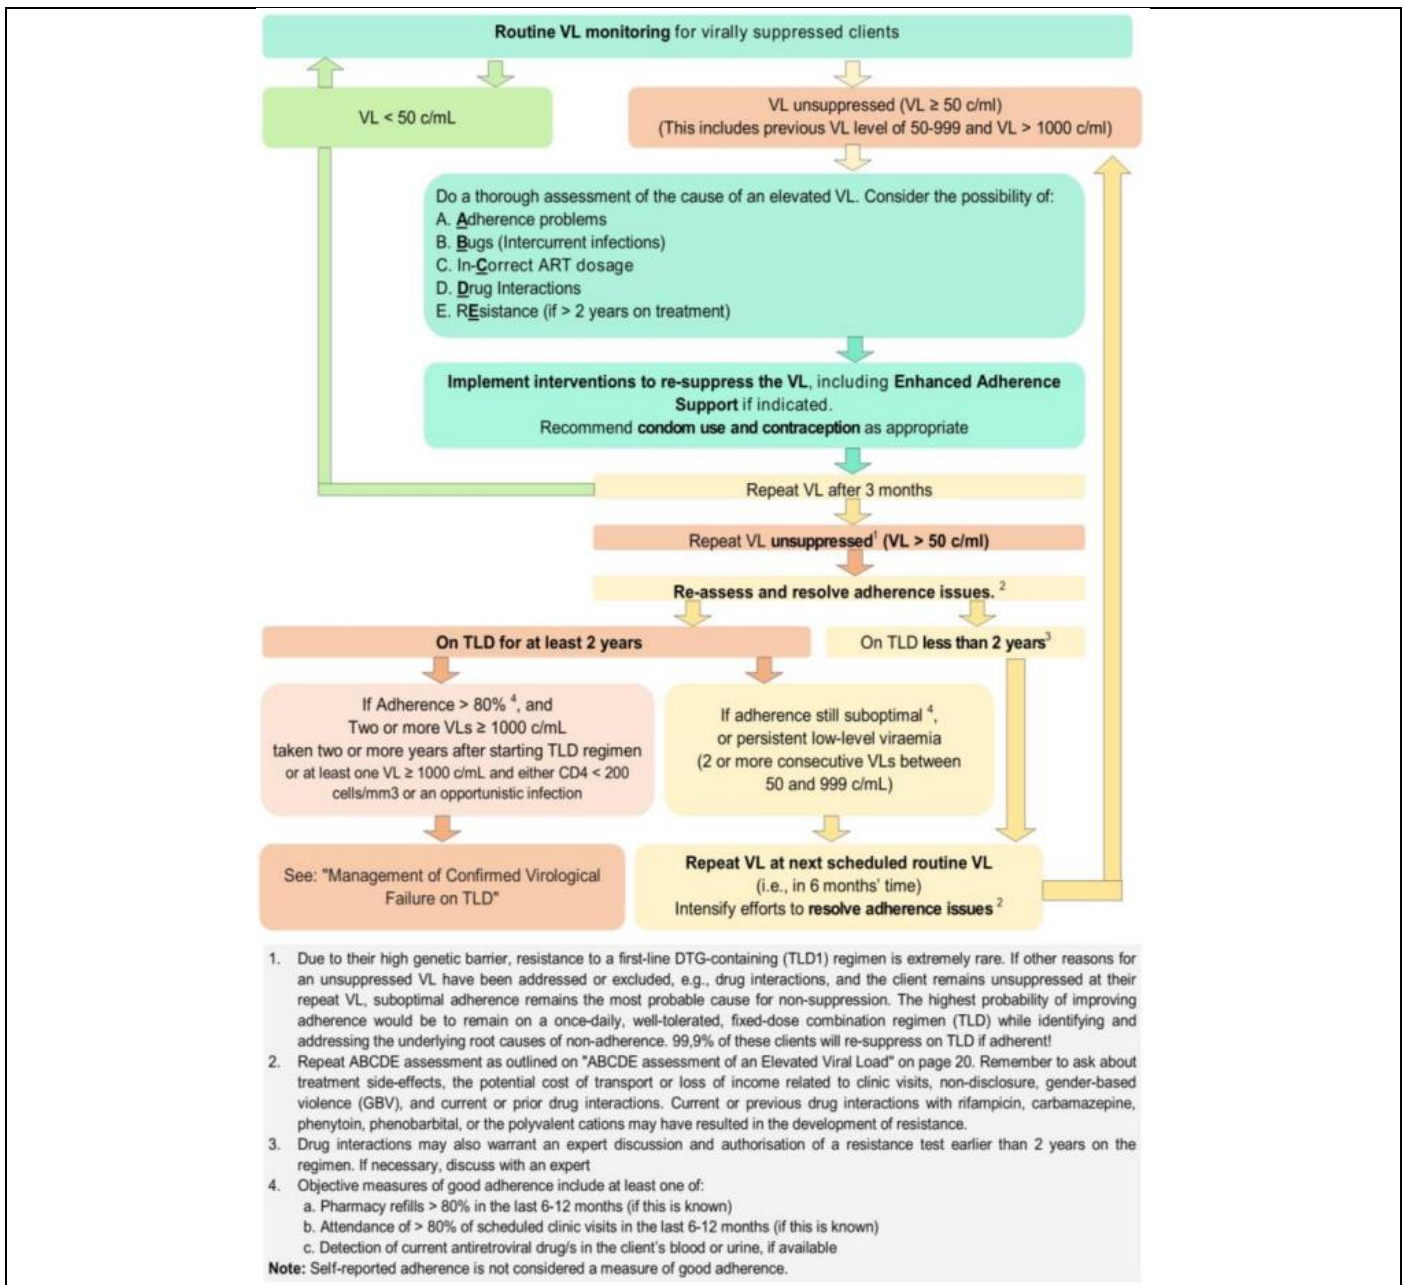 Routine VL monitoring for virally suppressed clients
VL < 50 c/mL
VL unsuppressed (VL ≥ 50 c/ml)
(This includes previous VL level of 50-999 and VL > 1000 c/ml)
Do a thorough assessment of the cause of an elevated VL. Consider the possibility of:
A. Adherence problems
B. Bugs (Intercurrent infections)
C. In-Correct ART dosage
D. Drug Interactions
E. REsistance (if > 2 years on treatment)
Implement interventions to re-suppress the VL, including Enhanced Adherence
Support if indicated.
Recommend condom use and contraception as appropriate
Repeat VL after 3 months
Repeat VL unsuppressed¹ (VL > 50 c/ml)
Re-assess and resolve adherence issues. ²
On TLD for at least 2 years
On TLD less than 2 years³
If Adherence > 80% ⁴, and
Two or more VLs ≥ 1000 c/mL
taken two or more years after starting TLD regimen
or at least one VL ≥ 1000 c/mL and either CD4 < 200
cells/mm3 or an opportunistic infection
If adherence still suboptimal ⁴,
or persistent low-level viraemia
(2 or more consecutive VLs between
50 and 999 c/mL)
See: "Management of Confirmed Virological
Failure on TLD"
Repeat VL at next scheduled routine VL
(i.e., in 6 months' time)
Intensify efforts to resolve adherence issues ²
1. Due to their high genetic barrier, resistance to a first-line DTG-containing (TLD1) regimen is extremely rare. If other reasons for
an unsuppressed VL have been addressed or excluded, e.g., drug interactions, and the client remains unsuppressed at their
repeat VL, suboptimal adherence remains the most probable cause for non-suppression. The highest probability of improving
adherence would be to remain on a once-daily, well-tolerated, fixed-dose combination regimen (TLD) while identifying and
addressing the underlying root causes of non-adherence. 99,9% of these clients will re-suppress on TLD if adherent!
2. Repeat ABCDE assessment as outlined on "ABCDE assessment of an Elevated Viral Load" on page 20. Remember to ask about
treatment side-effects, the potential cost of transport or loss of income related to clinic visits, non-disclosure, gender-based
violence (GBV), and current or prior drug interactions. Current or previous drug interactions with rifampicin, carbamazepine,
phenytoin, phenobarbital, or the polyvalent cations may have resulted in the development of resistance.
3. Drug interactions may also warrant an expert discussion and authorisation of a resistance test earlier than 2 years on the
regimen. If necessary, discuss with an expert
4. Objective measures of good adherence include at least one of:
a. Pharmacy refills > 80% in the last 6-12 months (if this is known)
b. Attendance of > 80% of scheduled clinic visits in the last 6-12 months (if this is known)
c. Detection of current antiretroviral drug/s in the client's blood or urine, if available
Note: Self-reported adherence is not considered a measure of good adherence.